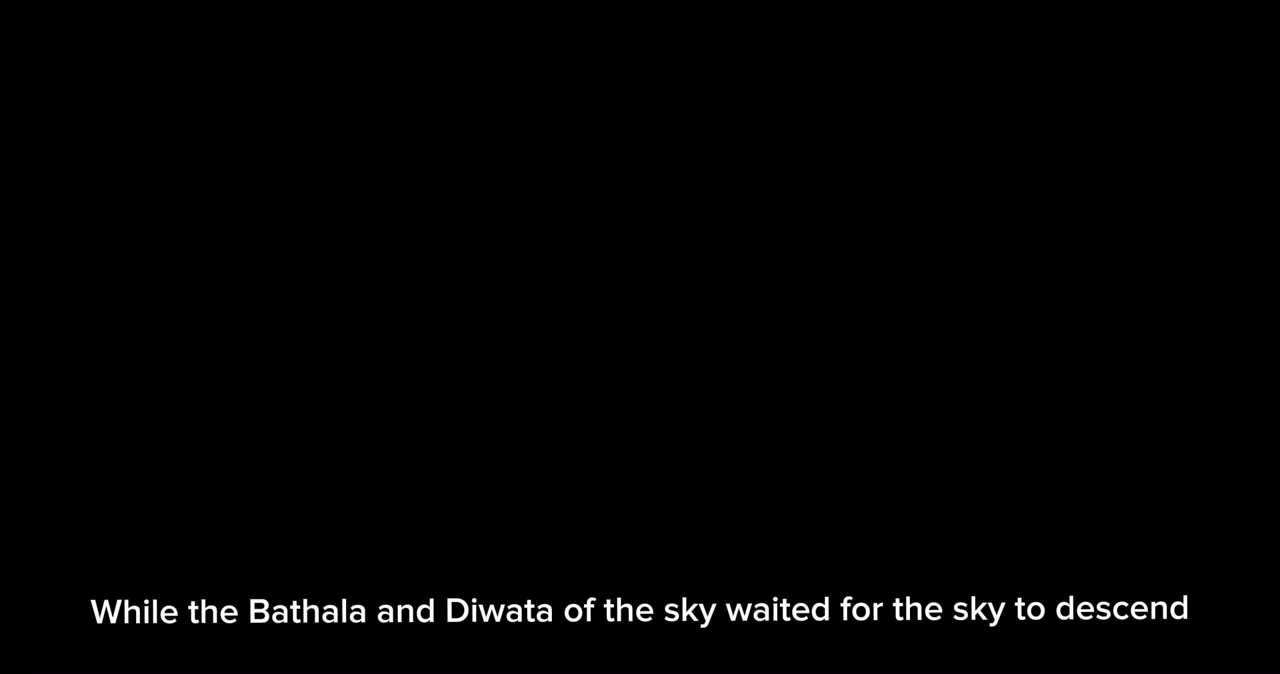 While the Bathala and Diwata of the sky waited for the sky to descend